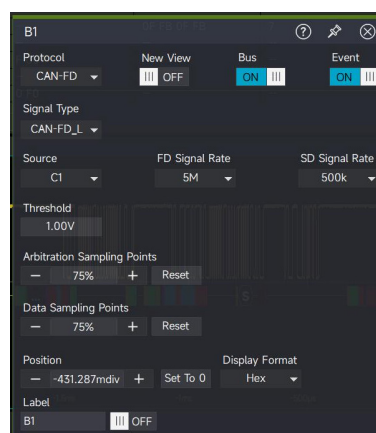 B1
Protocol New View Bus Event
CAN-FD OFF ON ON
Signal Type
CAN-FD_L
Source FD Signal Rate SD Signal Rate
C1 5M 500k
Threshold
1.00V
Arbitration Sampling Points
− 75% + Reset
Data Sampling Points
− 75% + Reset
S
Position Display Format
− -431.287mdiv + Set To 0 Hex
Label
B1 OFF